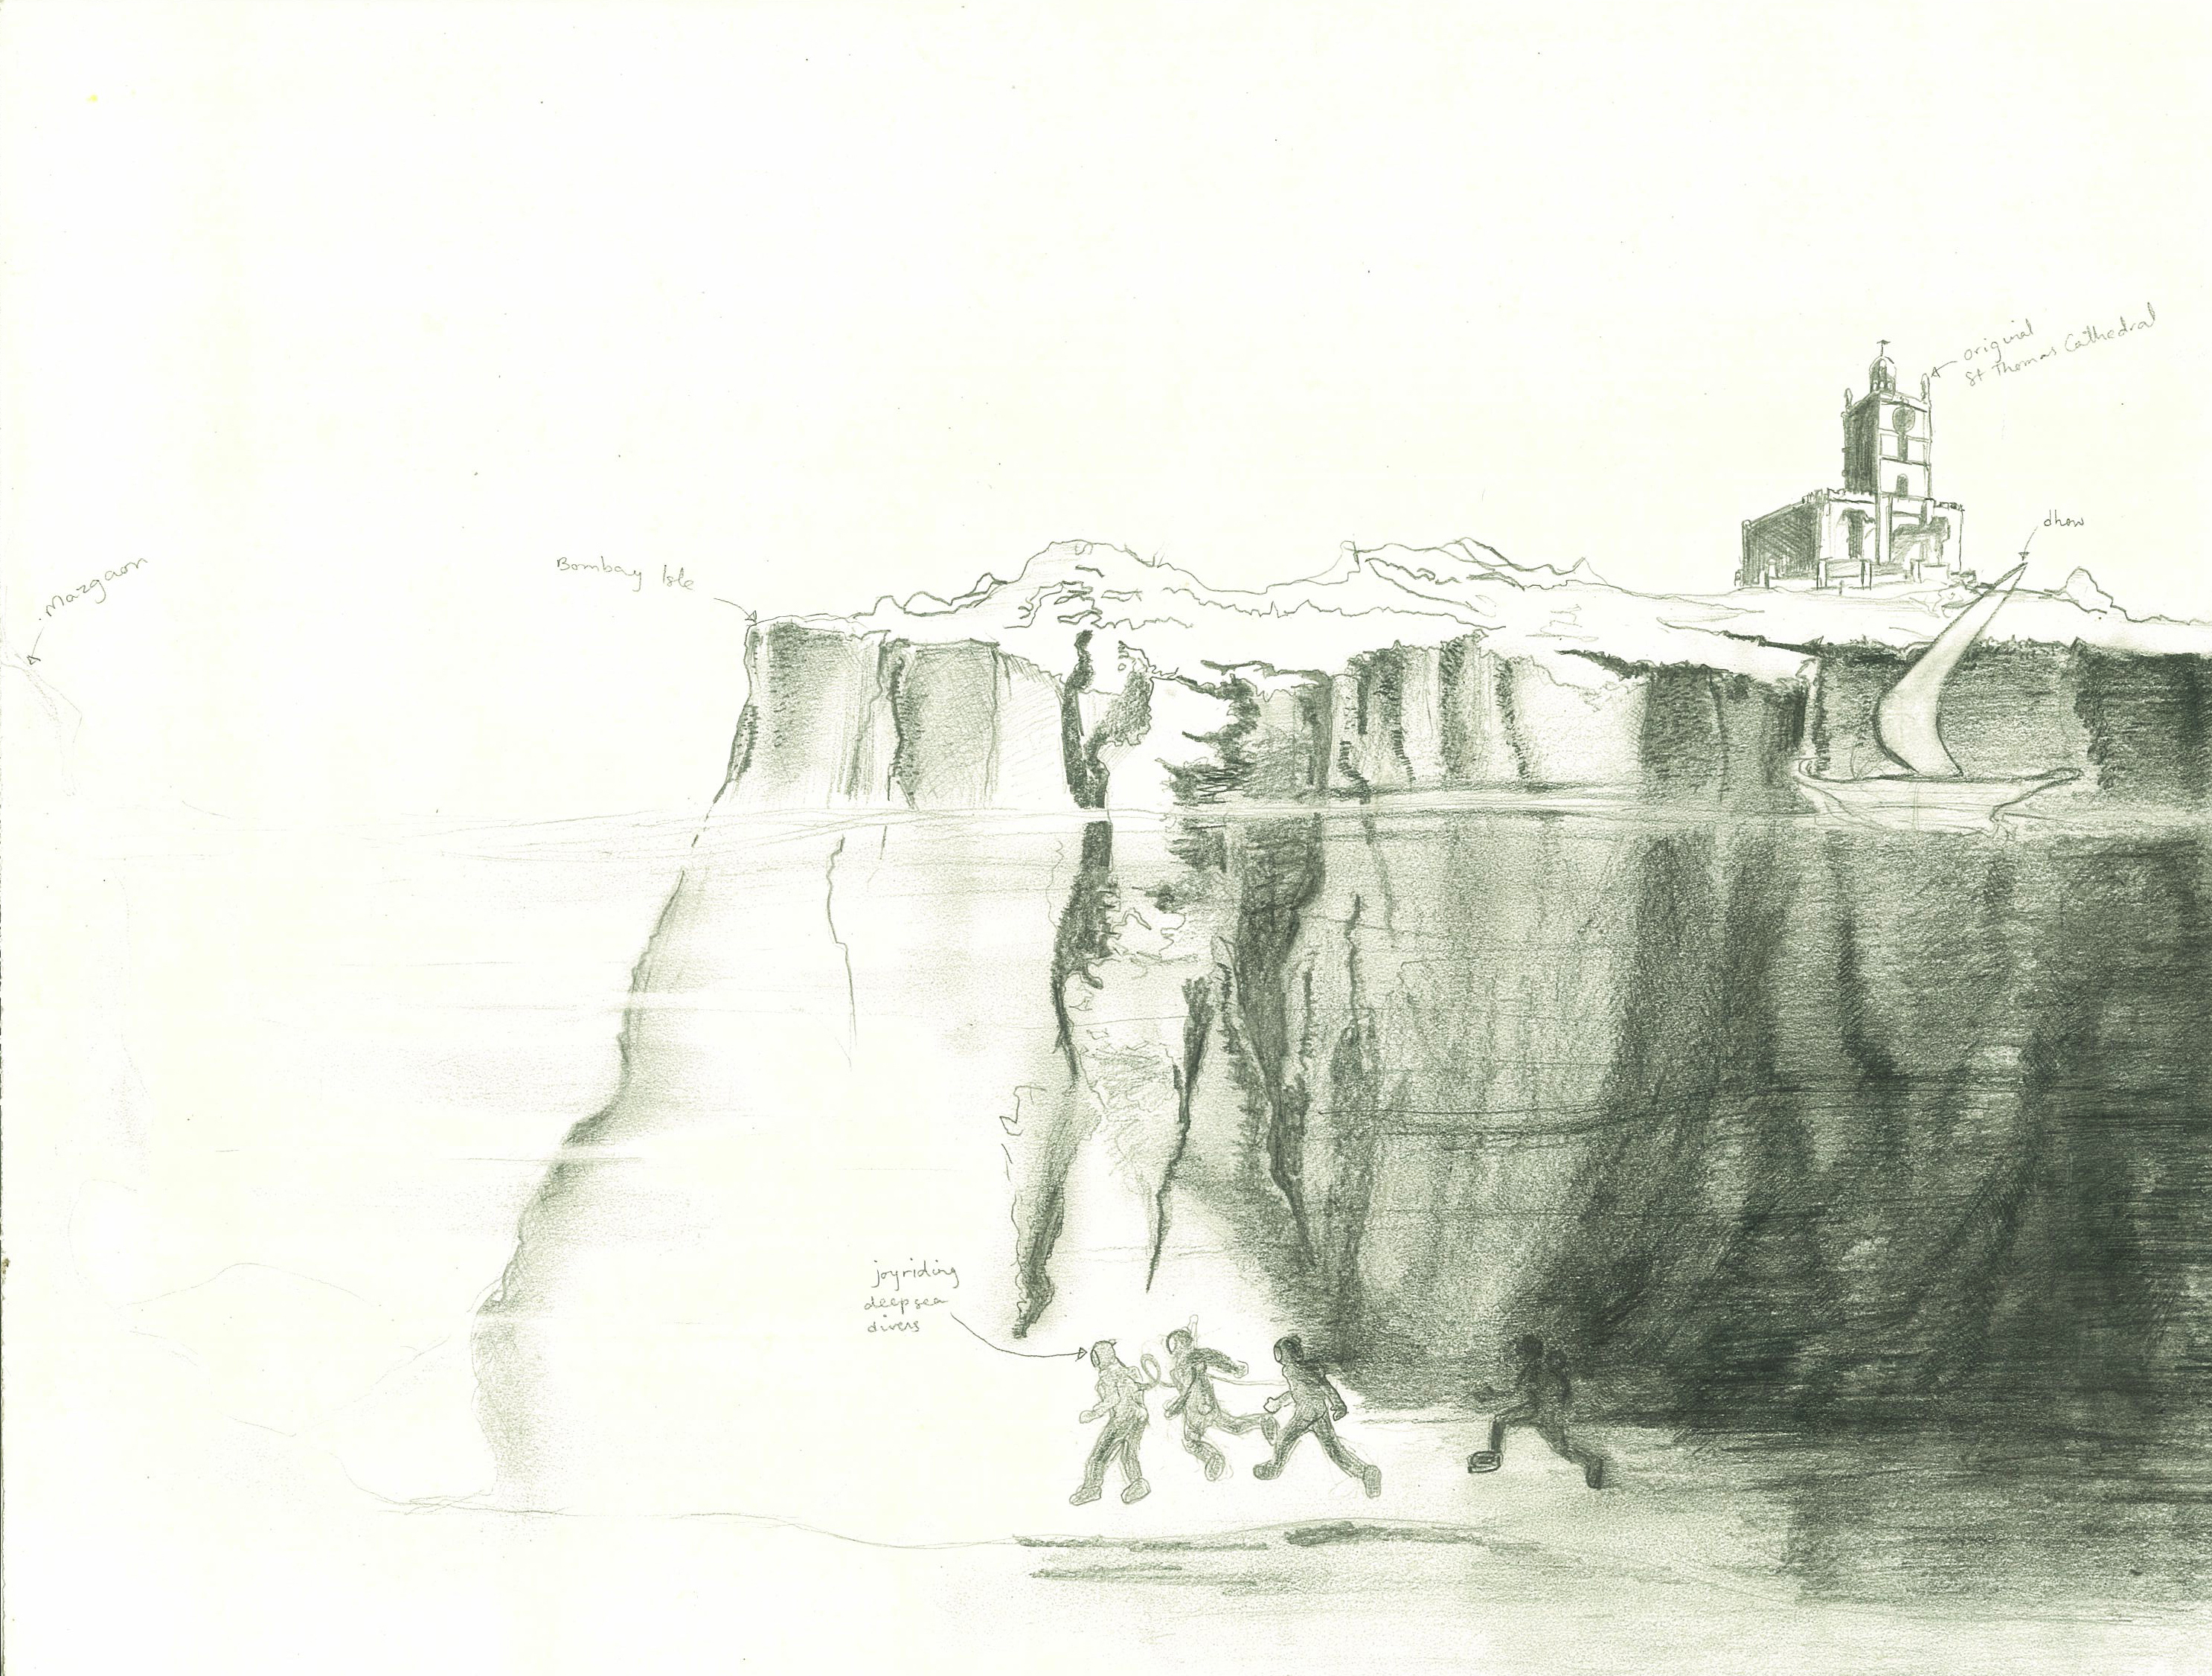 original
St Thomas Cathedral
dhow
Bombay Isle
Mazgaon
joyriding
deepsea
divers